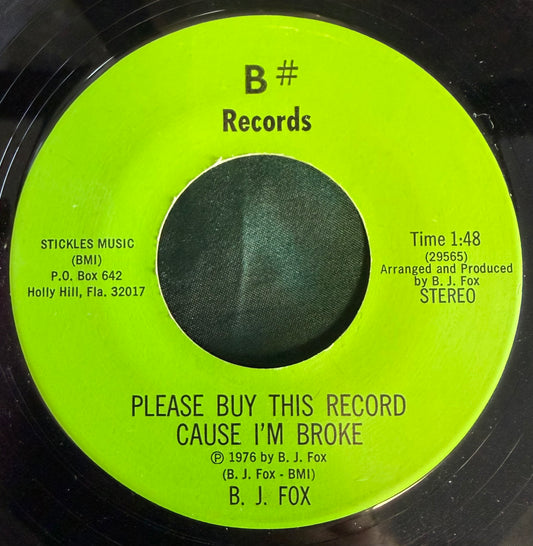 B#
Records
STICKLES MUSIC
(BMI)
P.O. Box 642
Holly Hill, Fla. 32017
Time 1:48
(29565)
Arranged and Produced
by B. J. Fox
STEREO
PLEASE BUY THIS RECORD
CAUSE I'M BROKE
Ⓟ 1976 by B. J. Fox
(B. J. Fox - BMI)
B. J. FOX